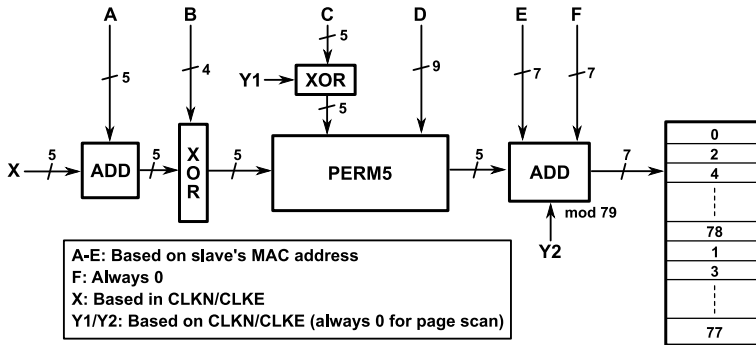 A B C D E F
5
5 4 Y1 XOR 9 7 7
5
X 5 ADD 5 XOR 5 PERM5 5 ADD 7
mod 79
Y2
0
2
4
78
1
3
77
A-E: Based on slave's MAC address
F: Always 0
X: Based in CLKN/CLKE
Y1/Y2: Based on CLKN/CLKE (always 0 for page scan)